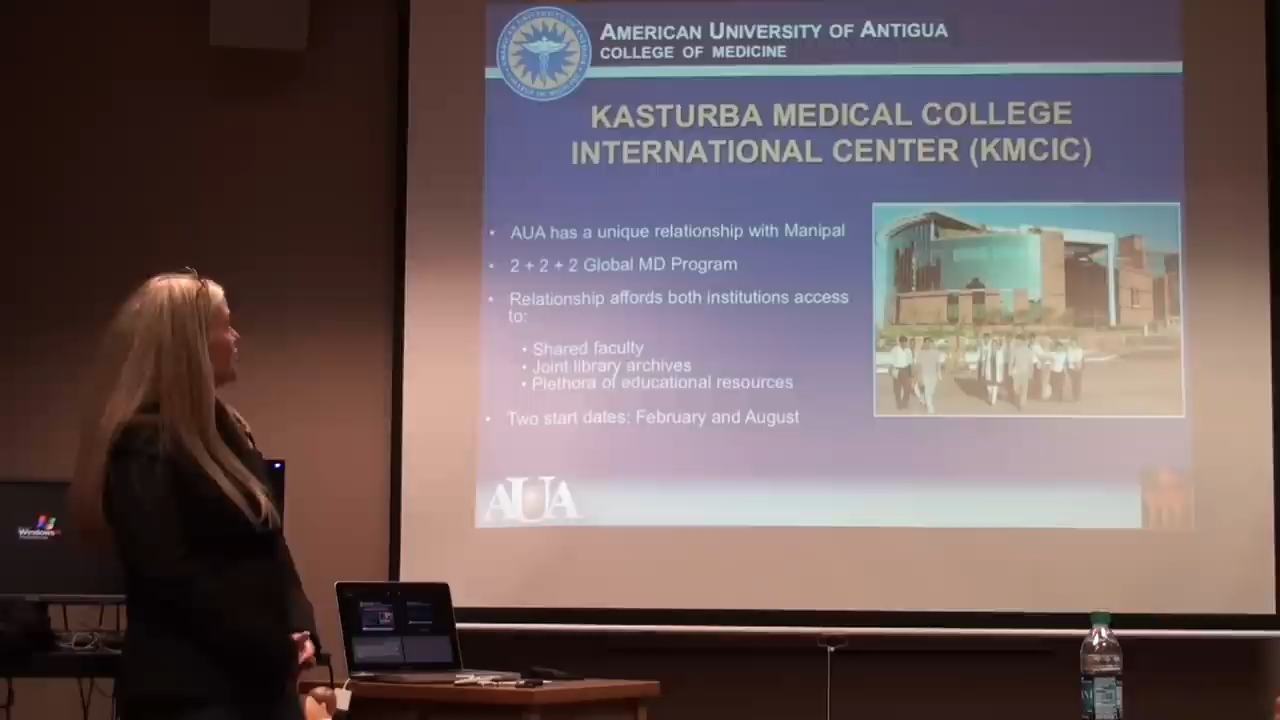 AMERICAN UNIVERSITY OF ANTIGUA
COLLEGE OF MEDICINE
KASTURBA MEDICAL COLLEGE
INTERNATIONAL CENTER (KMCIC)
• AUA has a unique relationship with Manipal
• 2 + 2 + 2 Global MD Program
• Relationship affords both institutions access
to:
• Shared faculty
• Joint library archives
• Plethora of educational resources
• Two start dates: February and August
AUA
Windows